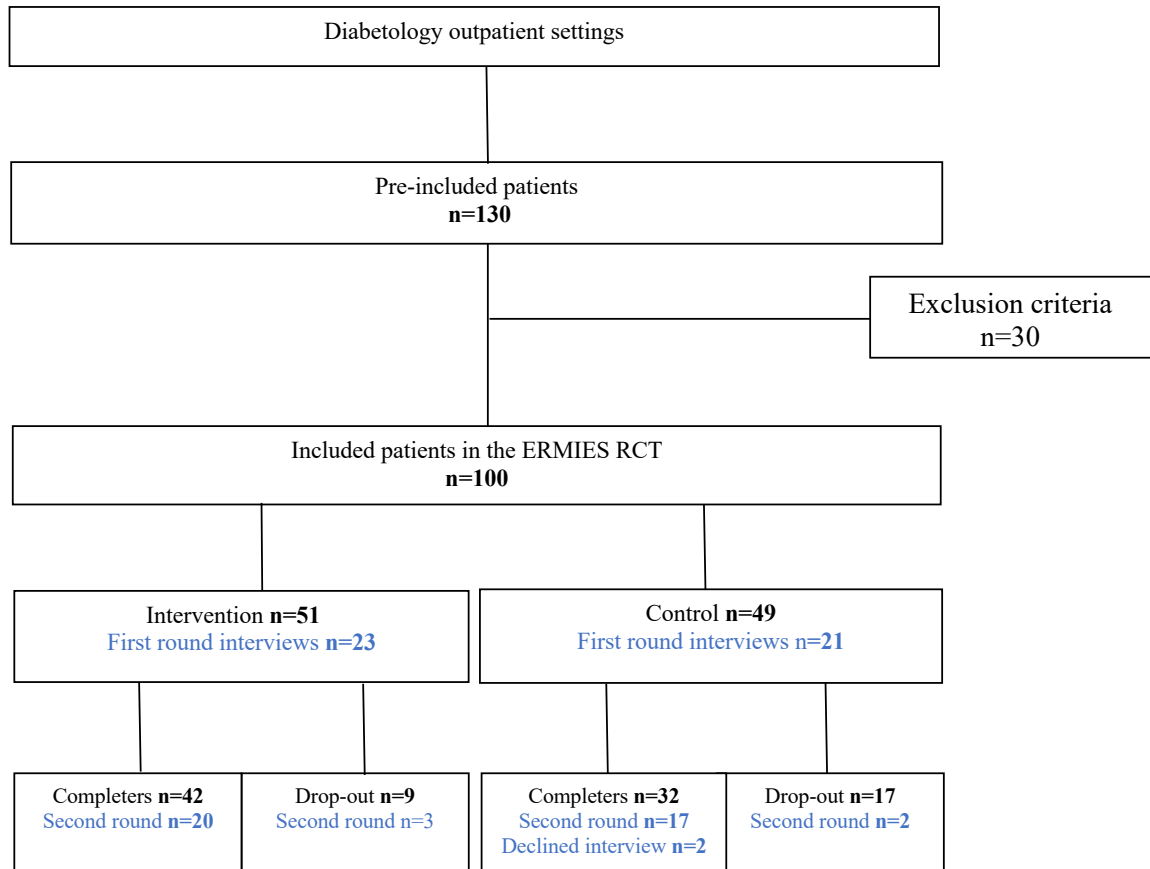 Diabetology outpatient settings
Pre-included patients
n=130
Exclusion criteria
n=30
Included patients in the ERMIES RCT
n=100
Intervention n=51
First round interviews n=23
Control n=49
First round interviews n=21
Completers n=42
Second round n=20
Drop-out n=9
Second round n=3
Completers n=32
Second round n=17
Declined interview n=2
Drop-out n=17
Second round n=2